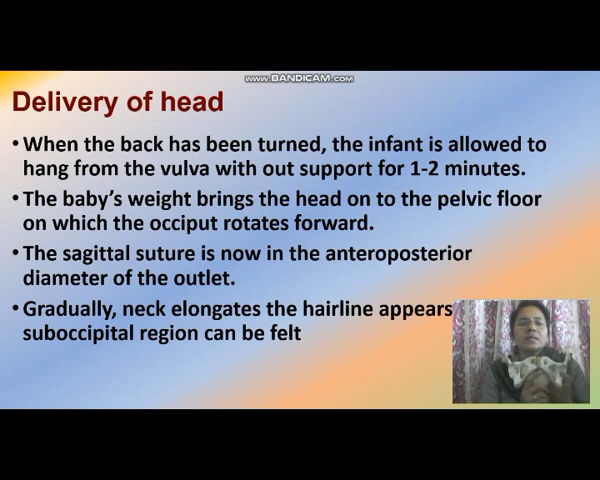 WWW.BANDICAM.COM
Delivery of head
• When the back has been turned, the infant is allowed to
hang from the vulva with out support for 1-2 minutes.
• The baby's weight brings the head on to the pelvic floor
on which the occiput rotates forward.
• The sagittal suture is now in the anteroposterior
diameter of the outlet.
• Gradually, neck elongates the hairline appears
suboccipital region can be felt